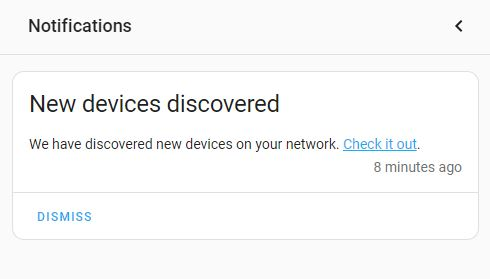 Notifications
New devices discovered
We have discovered new devices on your network. Check it out.
8 minutes ago
DISMISS